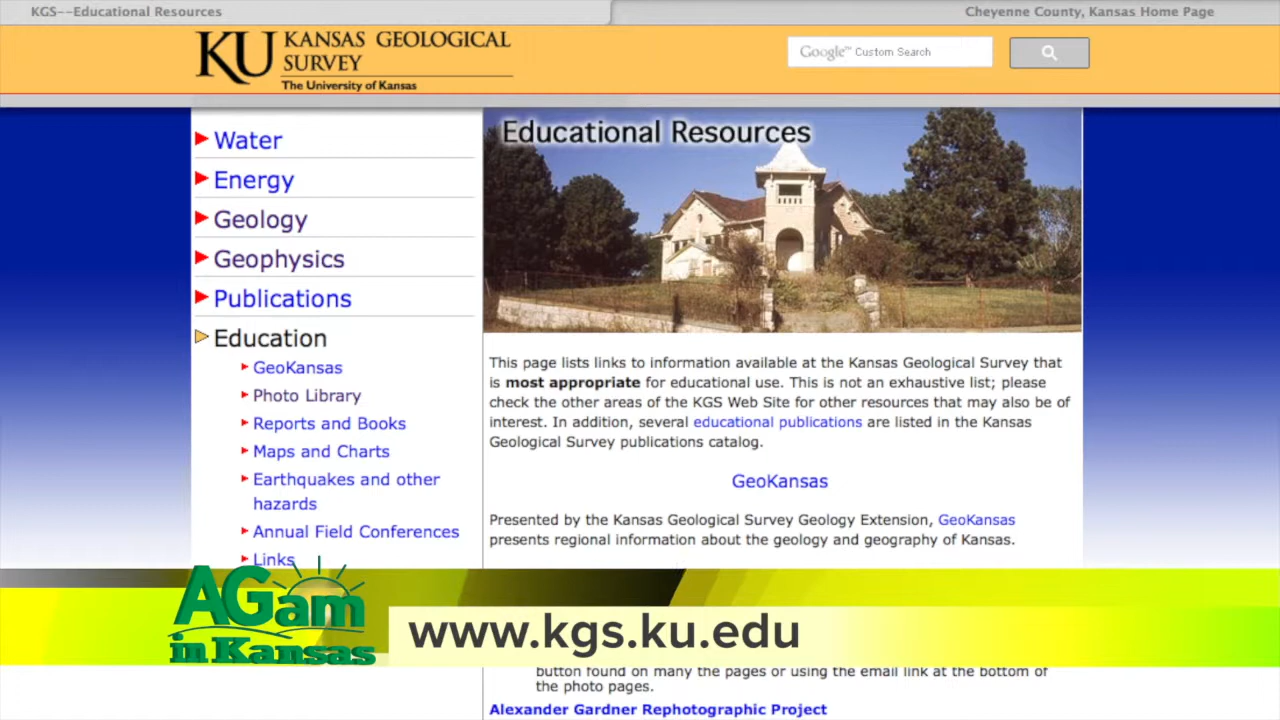 KGS--Educational Resources
Cheyenne County, Kansas Home Page
KU KANSAS GEOLOGICAL
SURVEY
The University of Kansas
Google™ Custom Search
Water
Energy
Geology
Geophysics
Publications
Education
GeoKansas
Photo Library
Reports and Books
Maps and Charts
Earthquakes and other
hazards
Annual Field Conferences
Links
Educational Resources
This page lists links to information available at the Kansas Geological Survey that
is most appropriate for educational use. This is not an exhaustive list; please
check the other areas of the KGS Web Site for other resources that may also be of
interest. In addition, several educational publications are listed in the Kansas
Geological Survey publications catalog.
GeoKansas
Presented by the Kansas Geological Survey Geology Extension, GeoKansas
presents regional information about the geology and geography of Kansas.
AGam
in Kansas
www.kgs.ku.edu
button found on many the pages or using the email link at the bottom of
the photo pages.
Alexander Gardner Rephotographic Project